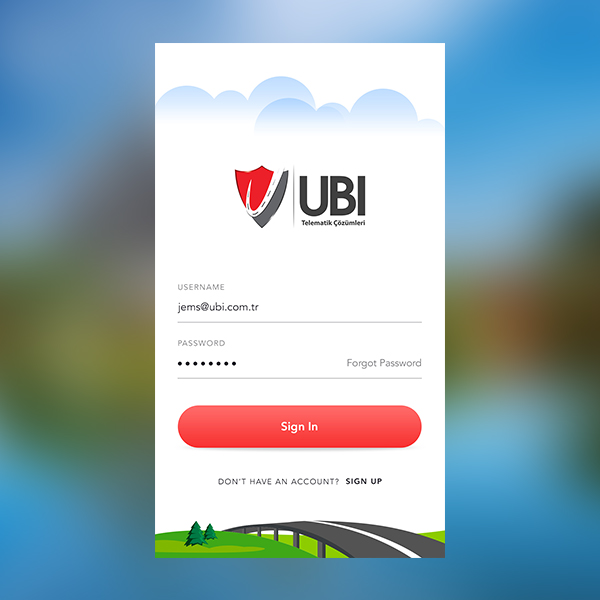 UBI
Telematik Çözümleri
USERNAME
jems@ubi.com.tr
PASSWORD
••••••••
Forgot Password
Sign In
DON'T HAVE AN ACCOUNT? SIGN UP